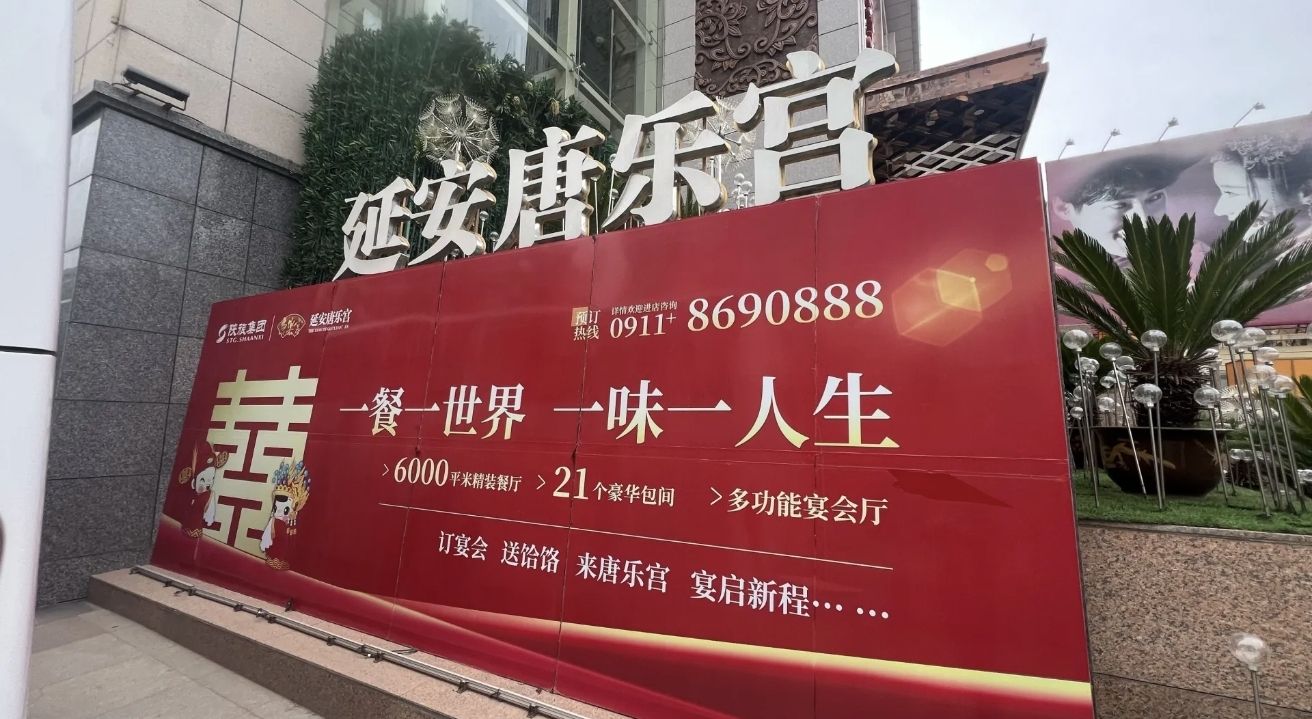 延安唐乐宫
陕旅集团
STG.SHAANXI
延安唐乐宫
预订
热线
详情欢迎进店咨询
0911+8690888
囍
一餐一世界 一味一人生
>6000平米精装餐厅 >21个豪华包间 >多功能宴会厅
订宴会 送饸饹 来唐乐宫 宴启新程… …